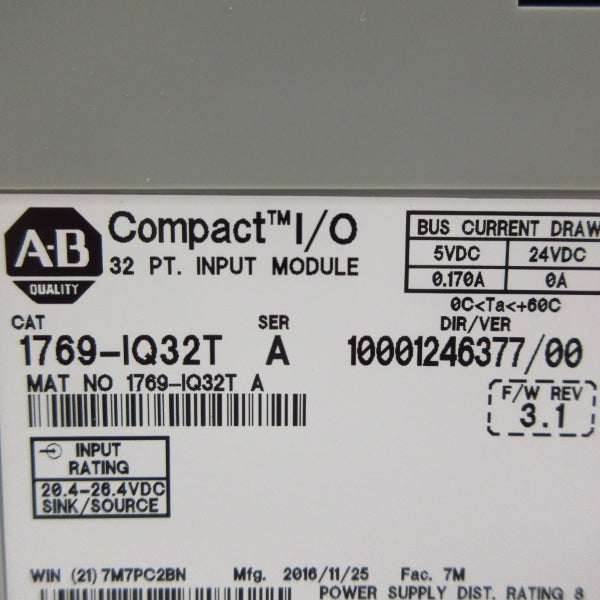 A-B
QUALITY
Compact™ I/O
32 PT. INPUT MODULE
BUS CURRENT DRAW
5VDC 24VDC
0.170A 0A
0C<Ta<+60C
CAT SER DIR/VER
1769-IQ32T A 10001246377/00
MAT NO 1769-IQ32T A
F/W REV
3.1
INPUT
RATING
20.4-26.4VDC
SINK/SOURCE
WIN (21) 7M7PC2BN Mfg. 2016/11/25 Fac. 7M
POWER SUPPLY DIST. RATING 8